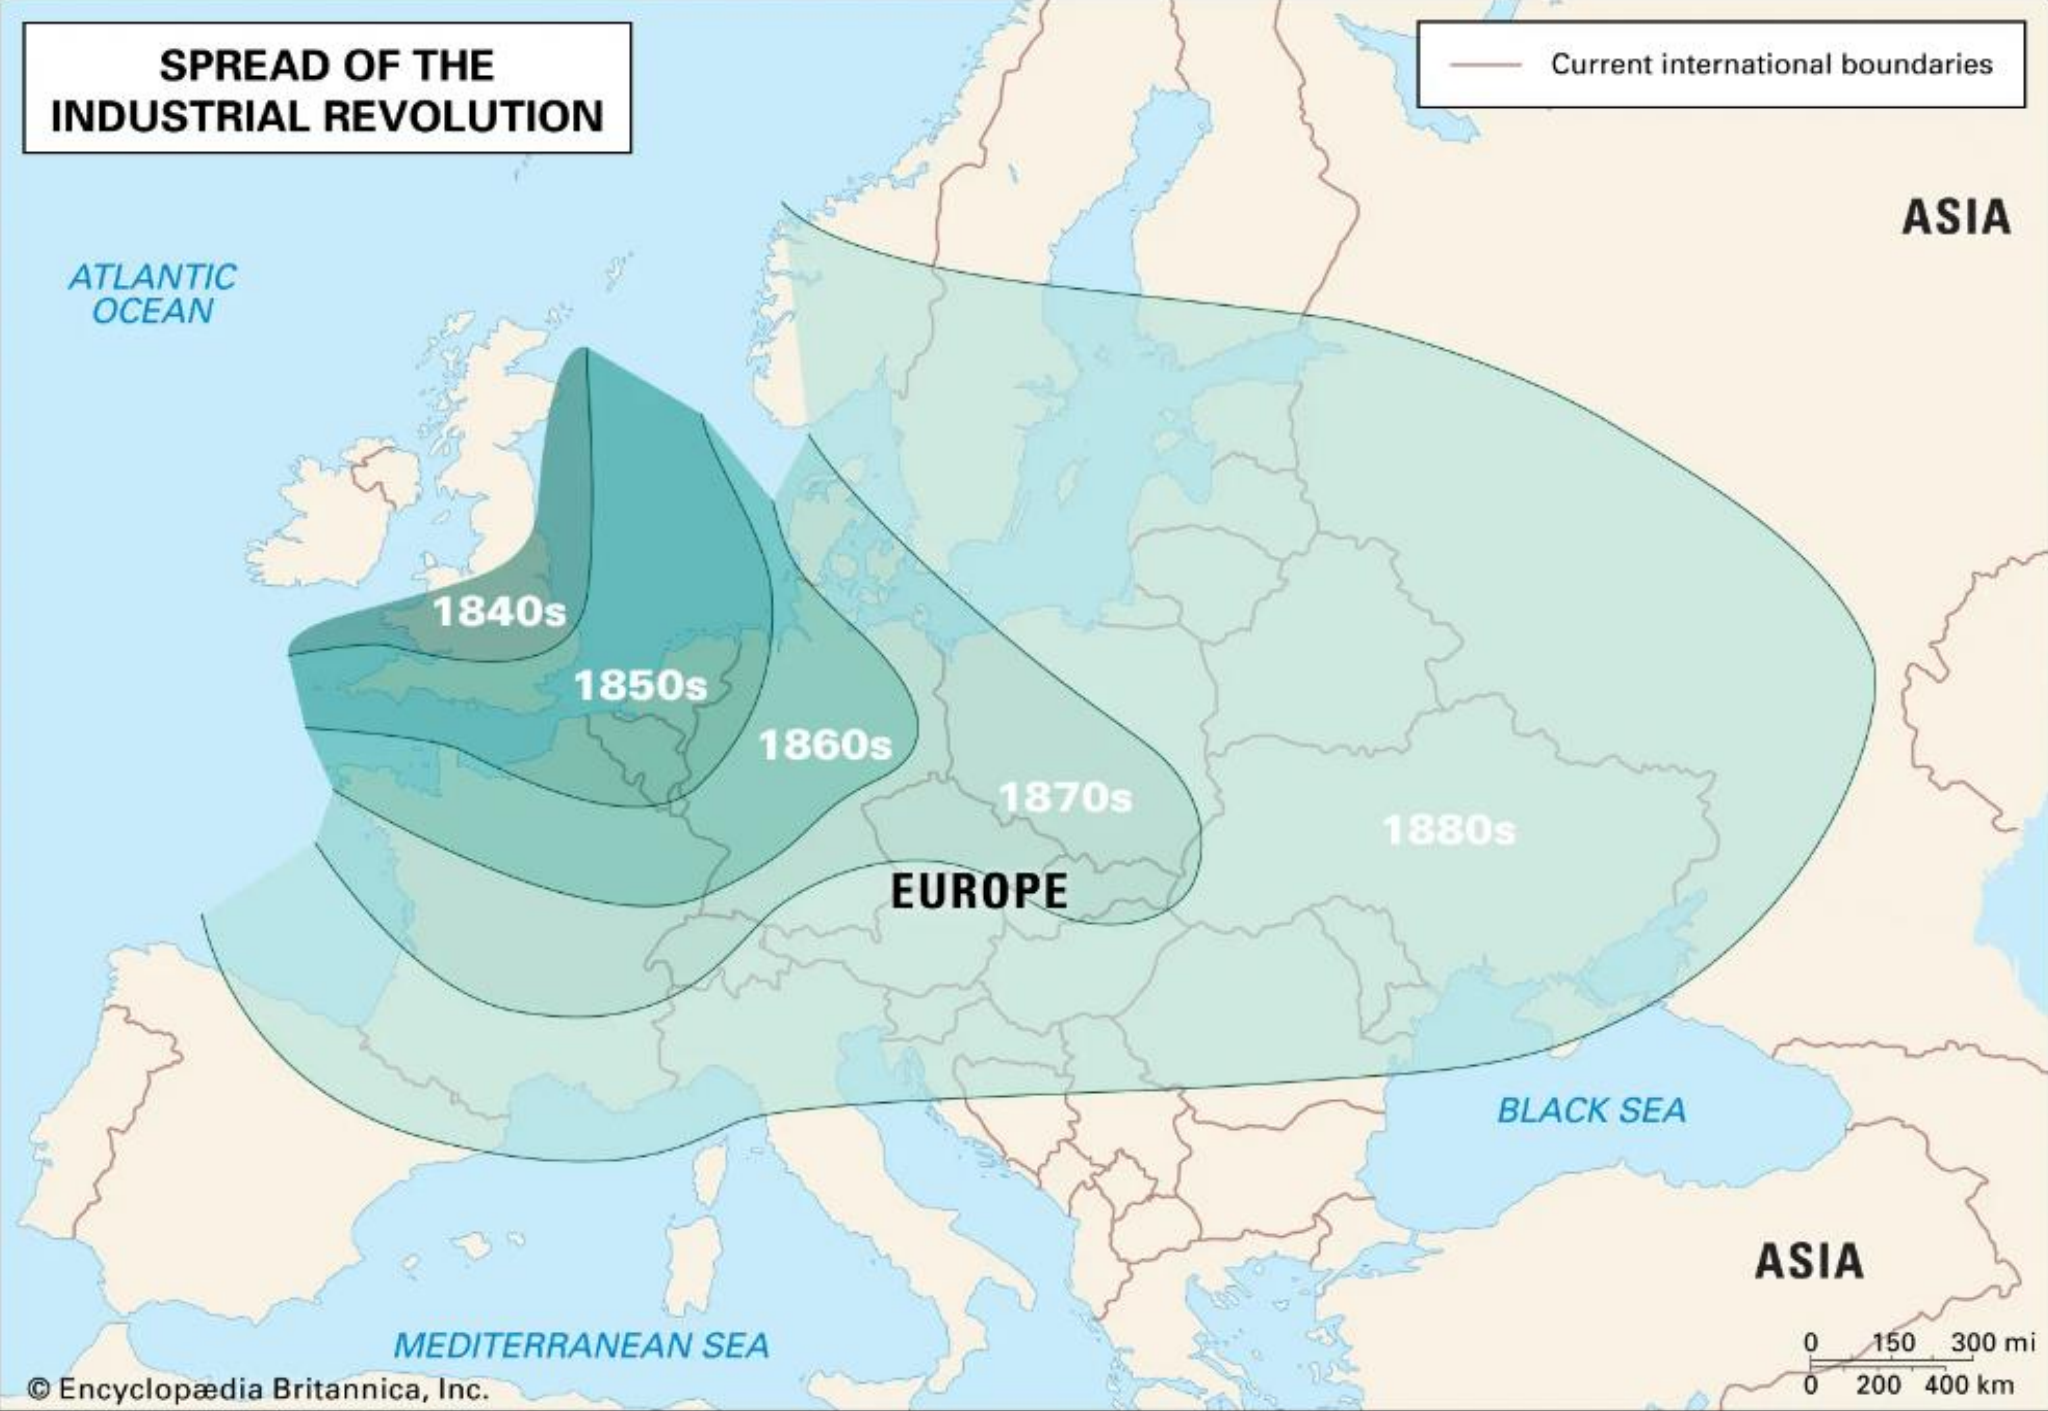 SPREAD OF THE
INDUSTRIAL REVOLUTION
Current international boundaries
ASIA
ATLANTIC
OCEAN
1840s
1850s
1860s
1870s
1880s
EUROPE
BLACK SEA
ASIA
MEDITERRANEAN SEA
0 150 300 mi
0 200 400 km
© Encyclopædia Britannica, Inc.